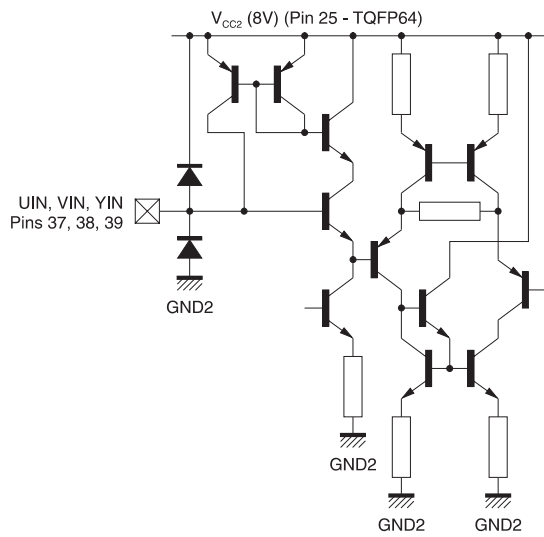 V_CC2 (8V) (Pin 25 - TQFP64)
UIN, VIN, YIN
Pins 37, 38, 39
GND2
GND2
GND2
GND2